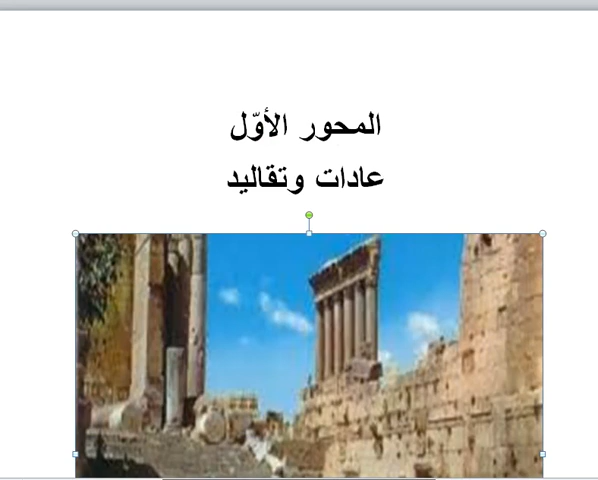 المحور الأوّل
عادات وتقاليد